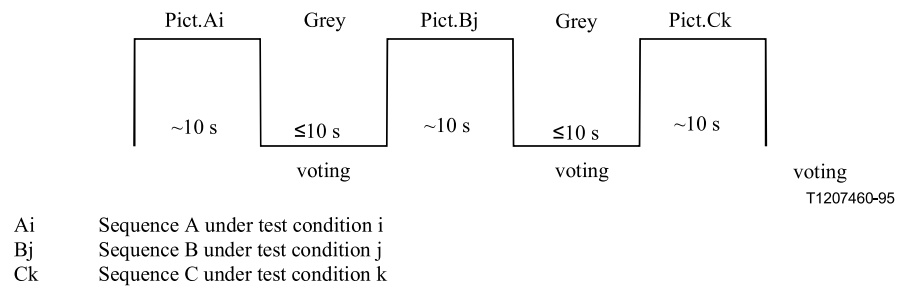 Pict.Ai Grey Pict.Bj Grey Pict.Ck
~10 s ≤10 s ~10 s ≤10 s ~10 s
voting voting voting
T1207460-95
Ai Sequence A under test condition i
Bj Sequence B under test condition j
Ck Sequence C under test condition k